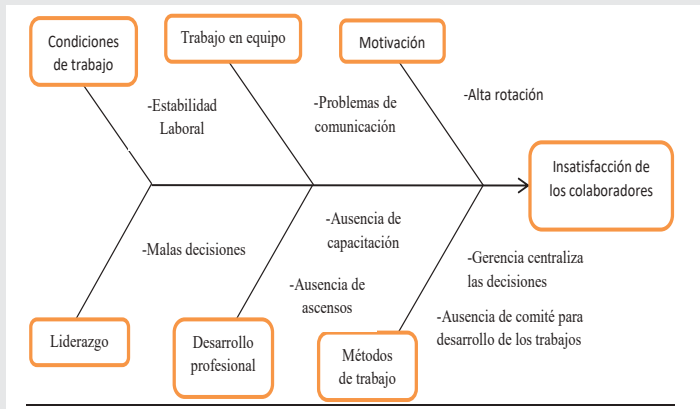 Condiciones
de trabajo
Trabajo en equipo
Motivación
-Estabilidad
Laboral
-Problemas de
comunicación
-Alta rotación
Insatisfacción de
los colaboradores
-Malas decisiones
-Ausencia de
capacitación
-Ausencia de
ascensos
-Gerencia centraliza
las decisiones
-Ausencia de comité para
desarrollo de los trabajos
Liderazgo
Desarrollo
profesional
Métodos
de trabajo